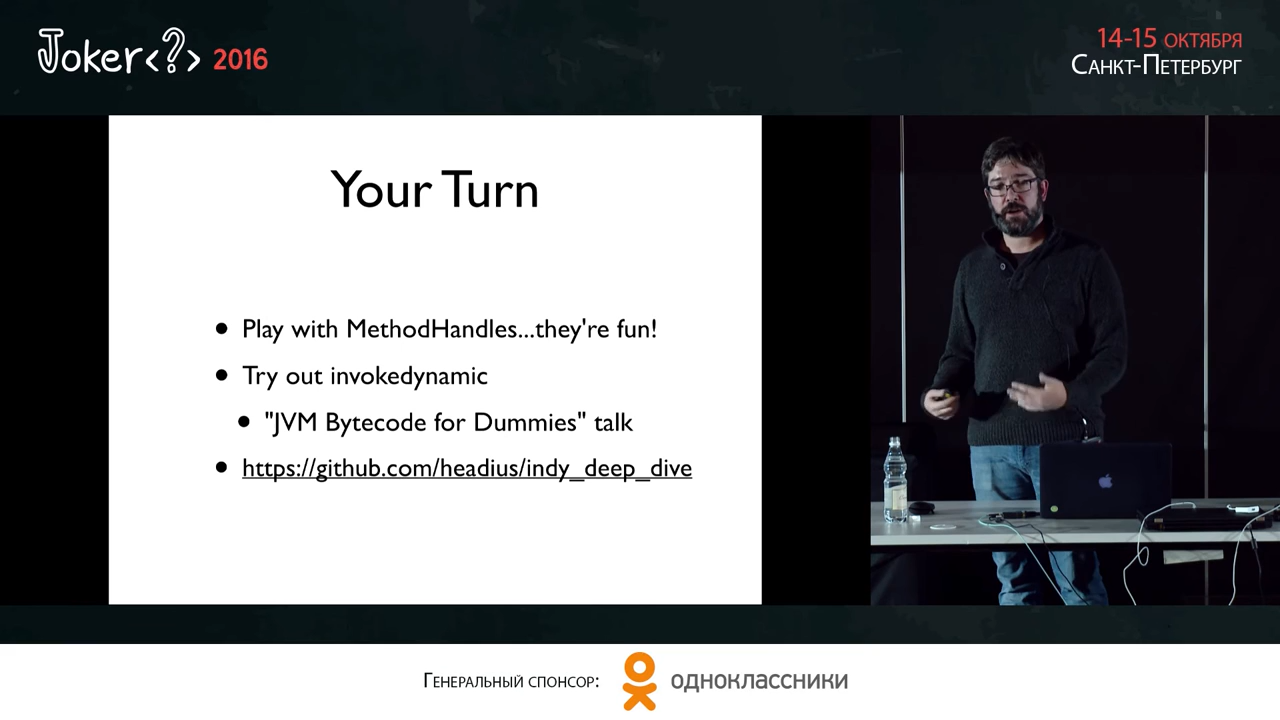 Joker<?> 2016
14-15 октября
Санкт-Петербург
Your Turn
• Play with MethodHandles...they're fun!
• Try out invokedynamic
• "JVM Bytecode for Dummies" talk
• https://github.com/headius/indy_deep_dive
Генеральный спонсор:
одноклассники